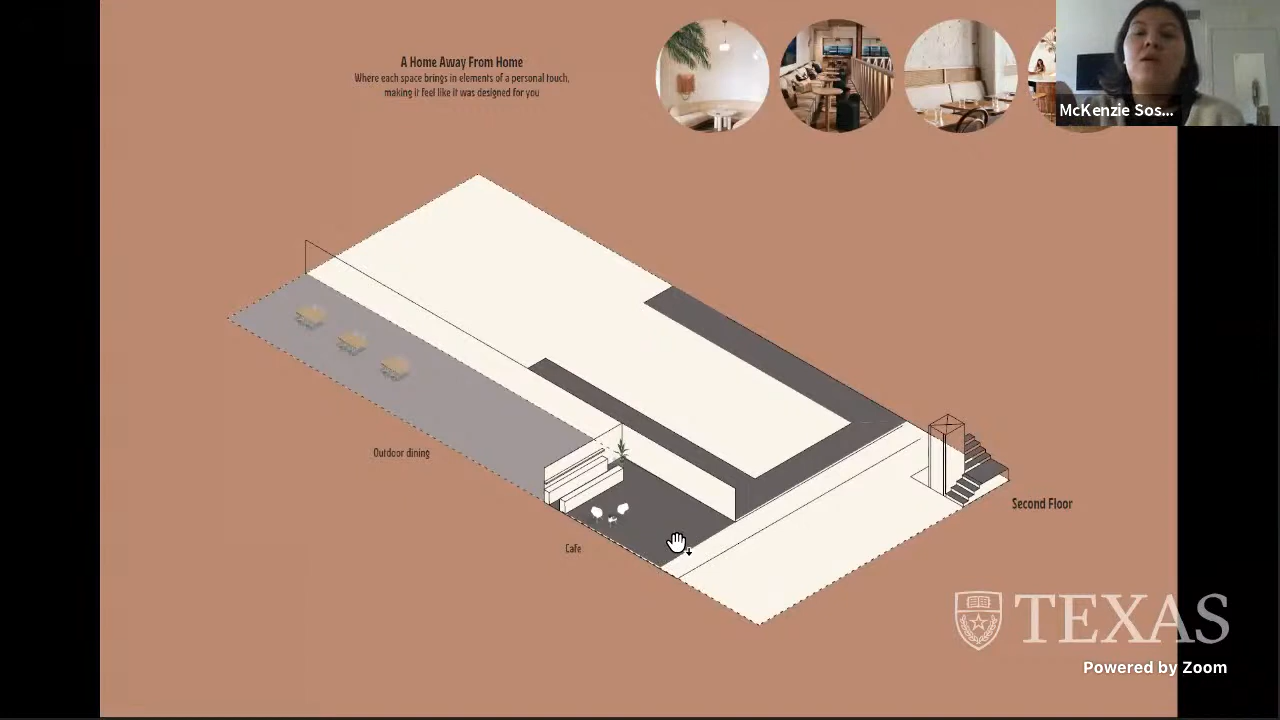 A Home Away From Home
Where each space brings in elements of a personal touch,
making it feel like it was designed for you
McKenzie Sos...
Outdoor dining
Second Floor
Cafe
TEXAS
Powered by Zoom